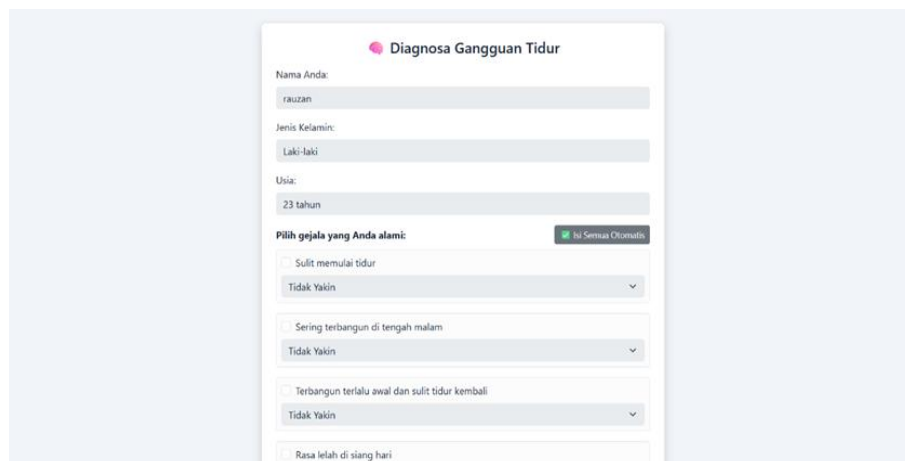 Diagnosa Gangguan Tidur
Nama Anda:
rauzan
Jenis Kelamin:
Laki-laki
Usia:
23 tahun
Pilih gejala yang Anda alami:
Isi Semua Otomatis
Sulit memulai tidur
Tidak Yakin
Sering terbangun di tengah malam
Tidak Yakin
Terbangun terlalu awal dan sulit tidur kembali
Tidak Yakin
Rasa lelah di siang hari